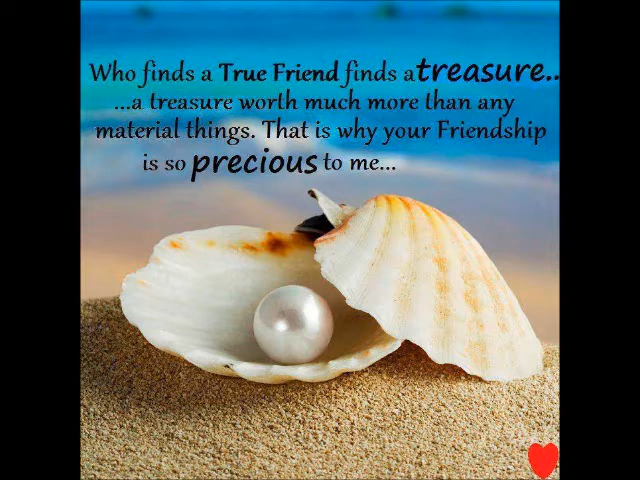 Who finds a True Friend finds a treasure..
...a treasure worth much more than any
material things. That is why your Friendship
is so precious to me...